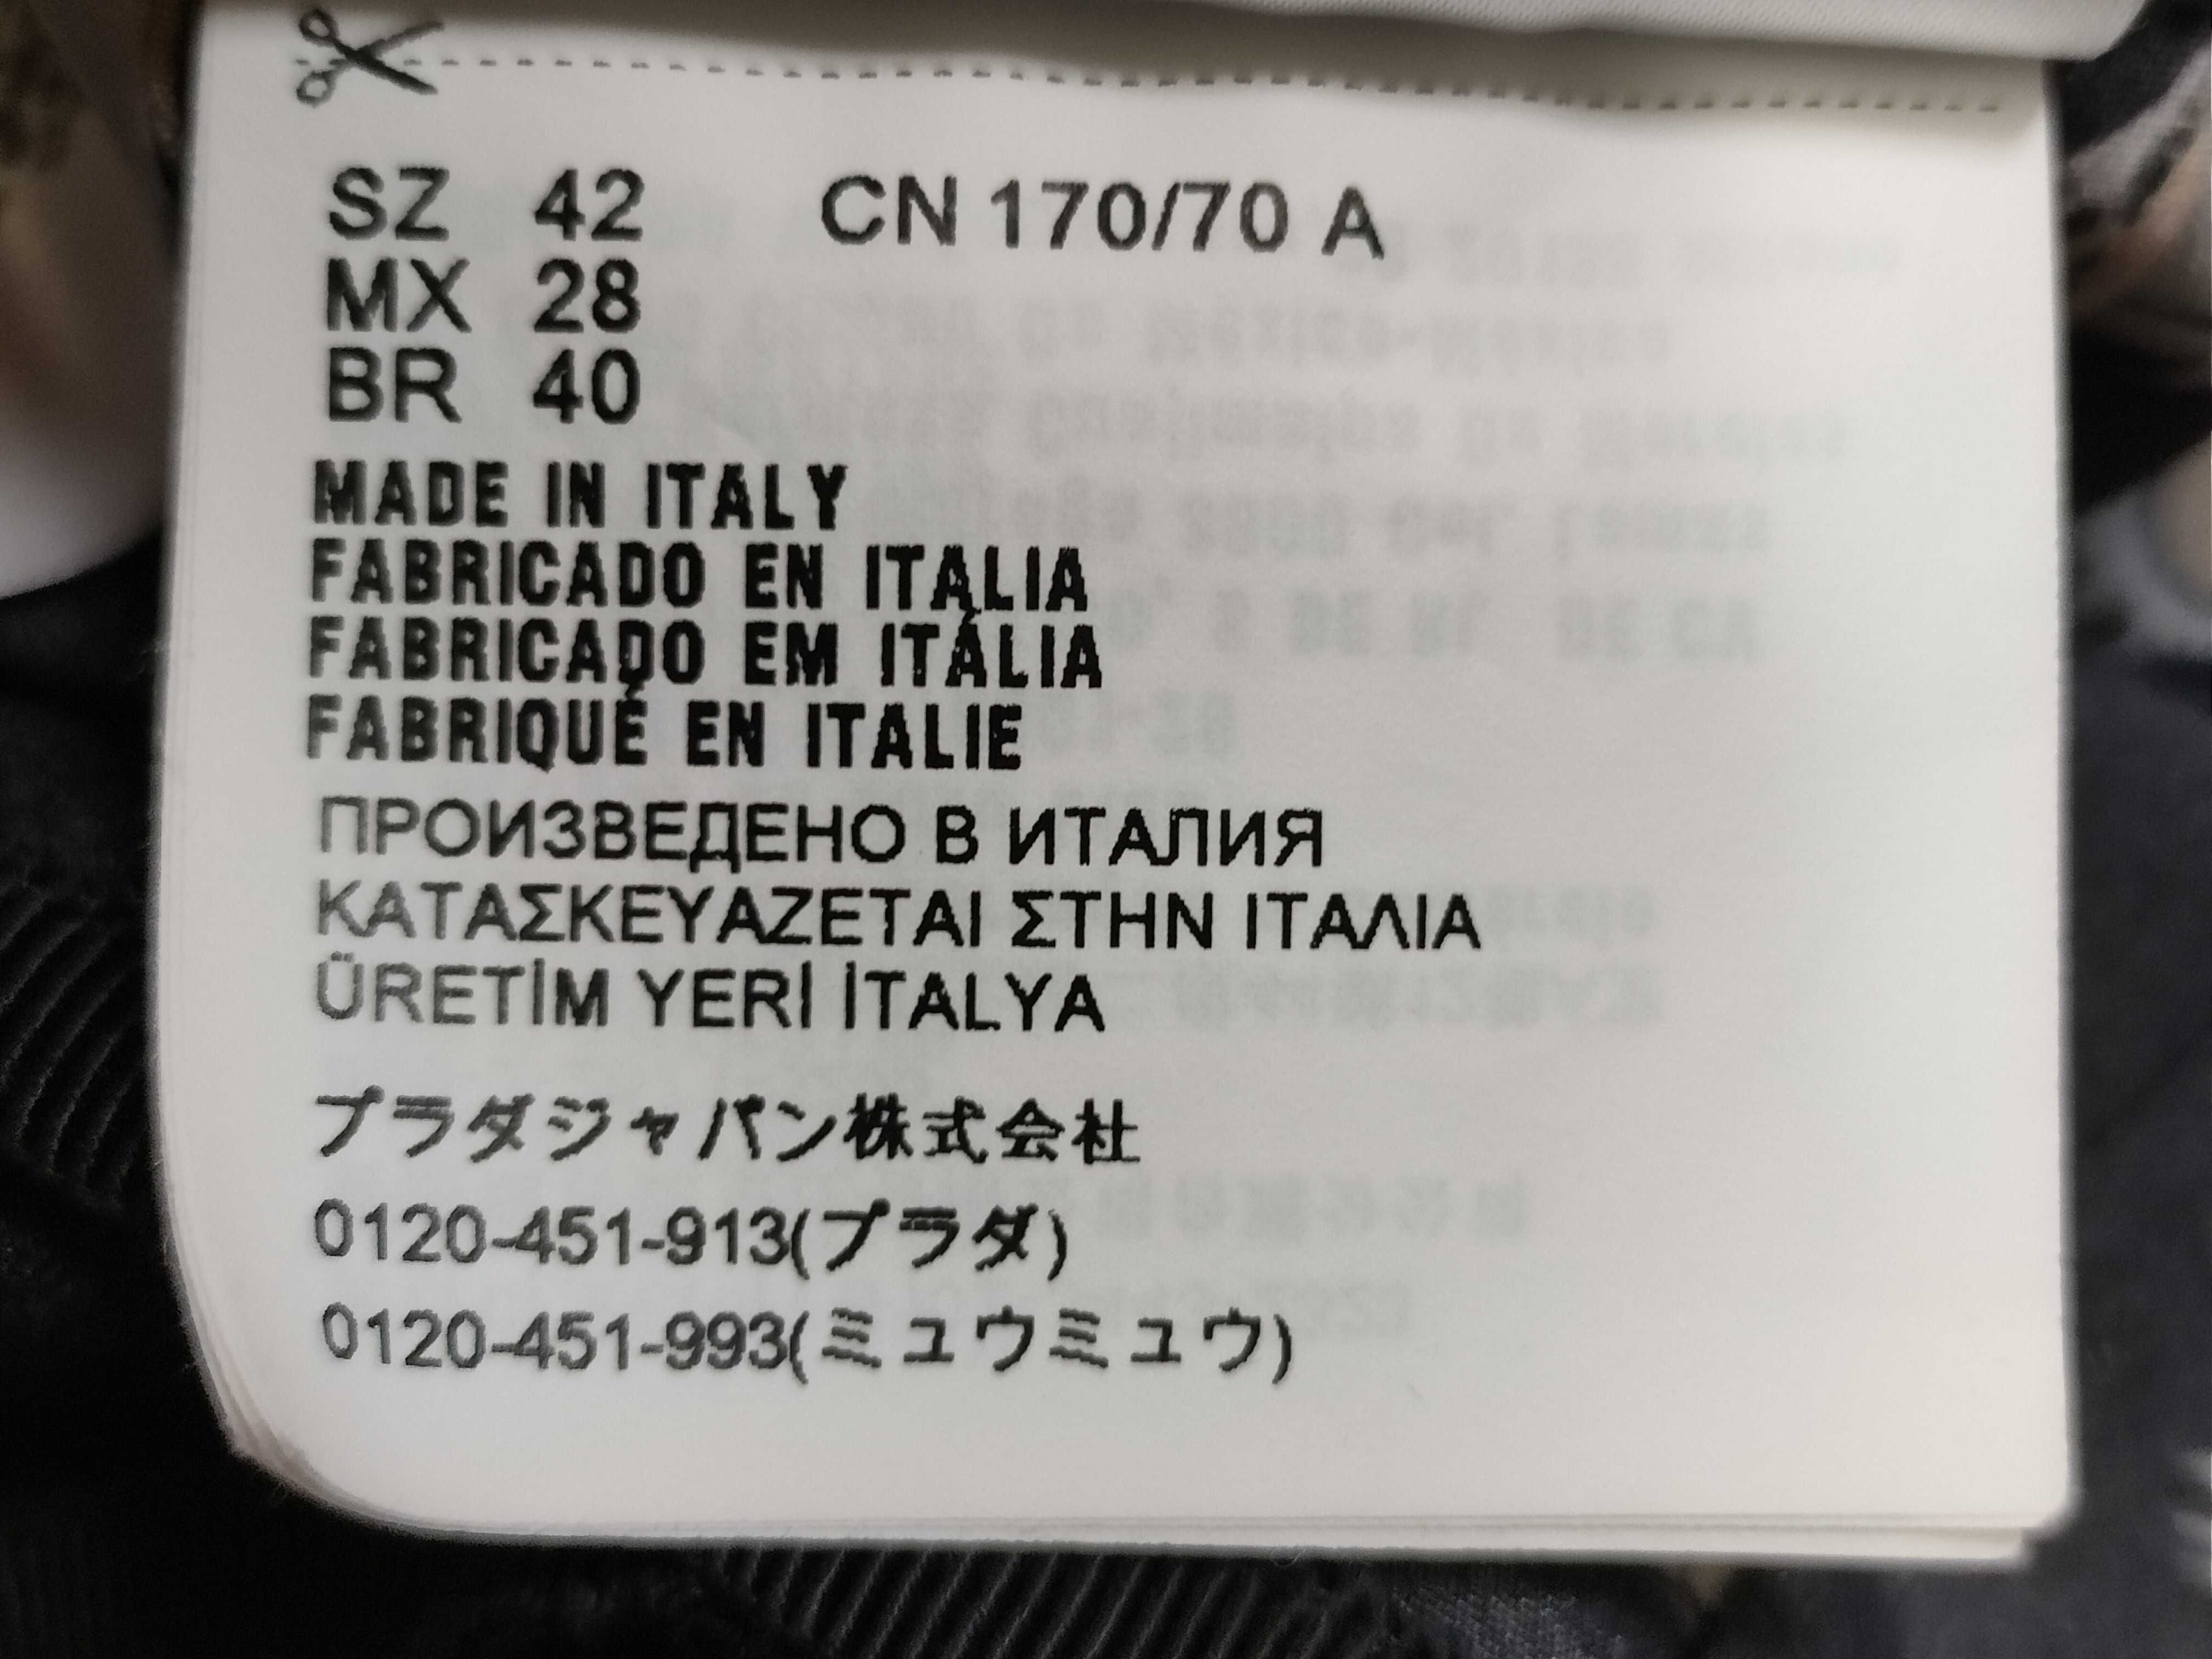 SZ 42 CN 170/70 A
MX 28
BR 40
MADE IN ITALY
FABRICADO EN ITALIA
FABRICADO EM ITÁLIA
FABRIQUÉ EN ITALIE
ПРОИЗВЕДЕНО В ИТАЛИЯ
ΚΑΤΑΣΚΕΥΑΖΕΤΑΙ ΣΤΗΝ ΙΤΑΛΙΑ
ÜRETİM YERİ İTALYA
プラダジャパン株式会社
0120-451-913(プラダ)
0120-451-993(ミュウミュウ)